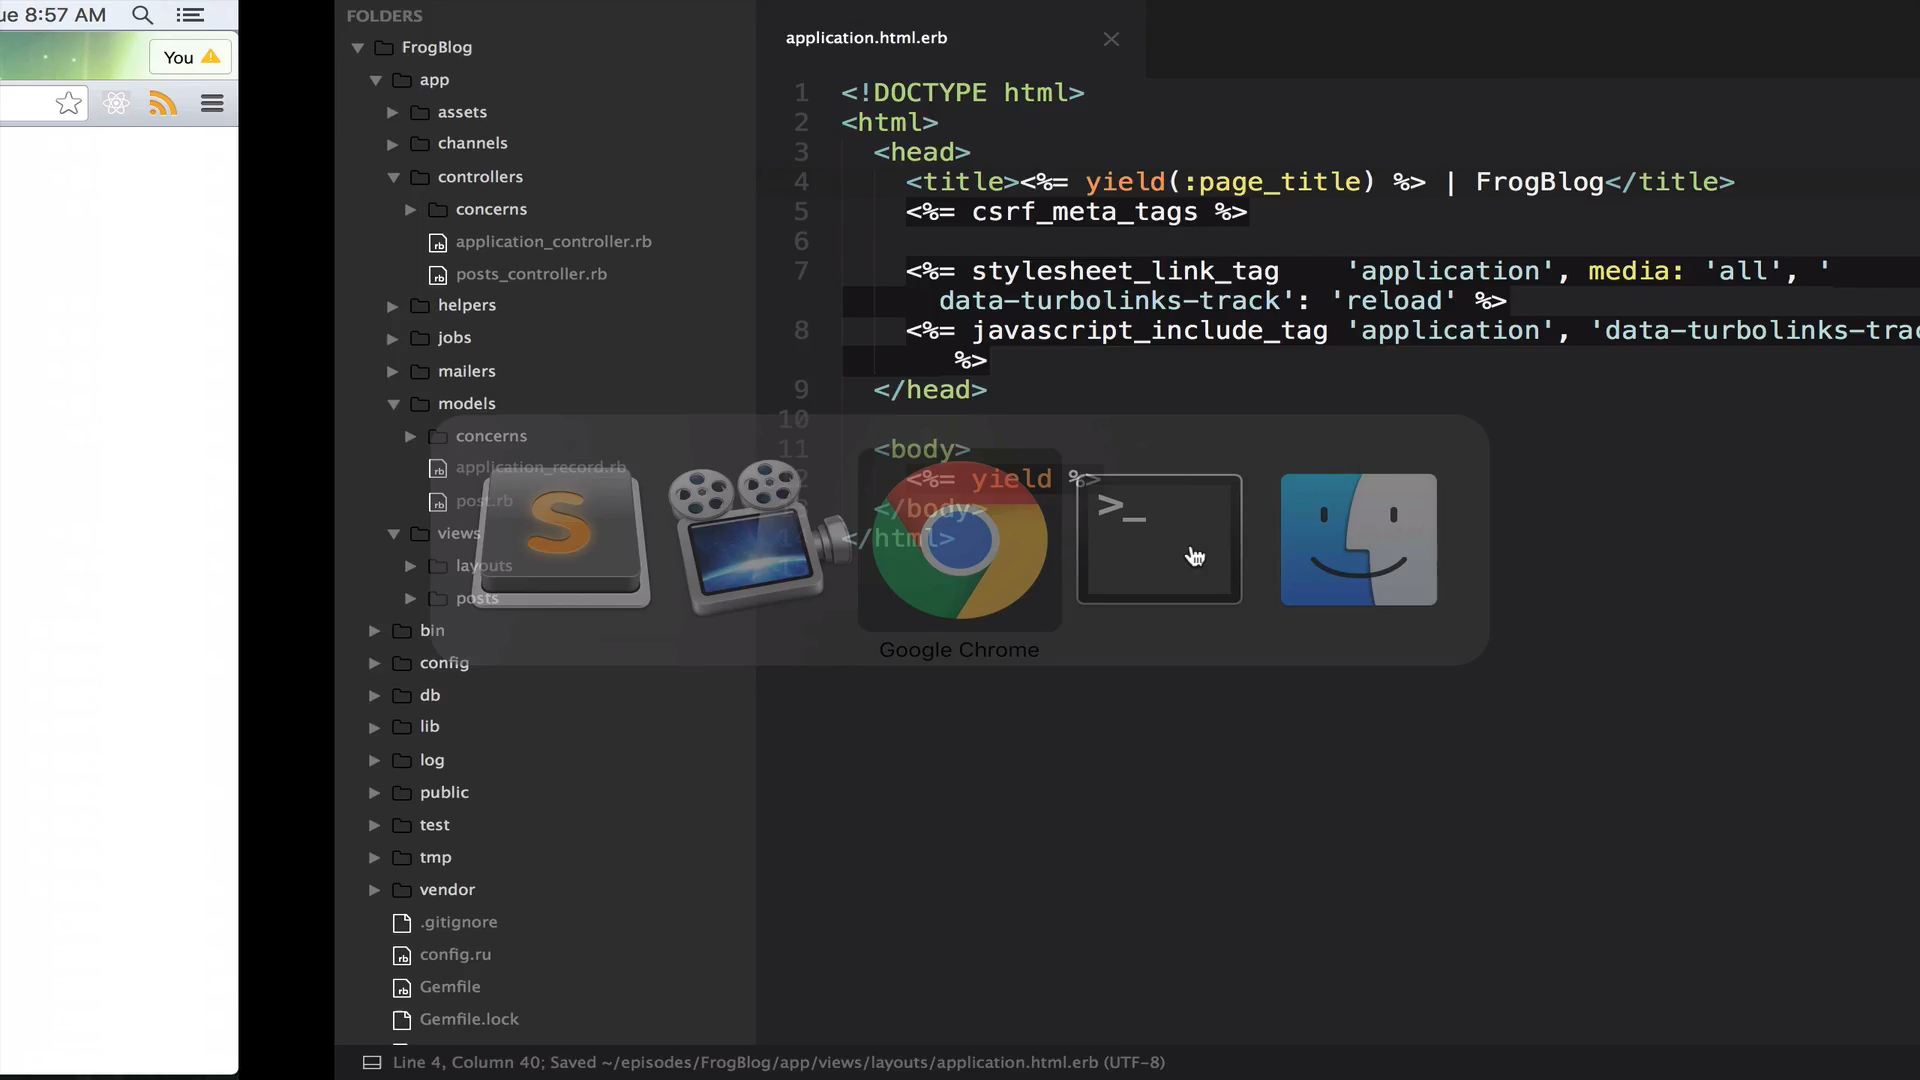 ue 8:57 AM
You
FOLDERS
FrogBlog
app
assets
channels
controllers
concerns
application_controller.rb
posts_controller.rb
helpers
jobs
mailers
models
concerns
application_record.rb
post.rb
views
layouts
posts
bin
config
db
lib
log
public
test
tmp
vendor
.gitignore
config.ru
Gemfile
Gemfile.lock
application.html.erb
1 <!DOCTYPE html>
2 <html>
3 <head>
4 <title><%= yield(:page_title) %> | FrogBlog</title>
5 <%= csrf_meta_tags %>
6
7 <%= stylesheet_link_tag    'application', media: 'all', '
data-turbolinks-track': 'reload' %>
8 <%= javascript_include_tag 'application', 'data-turbolinks-trac
%>
9 </head>
10
11 <body>
<%= yield %>
</body>
</html>
S
>_
Google Chrome
Line 4, Column 40; Saved ~/episodes/FrogBlog/app/views/layouts/application.html.erb (UTF-8)